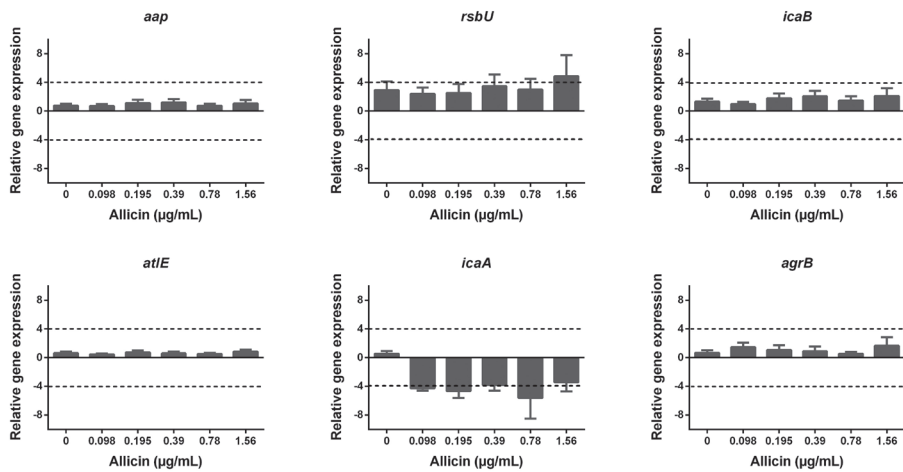 aap
Relative gene expression
8
4
0
-4
-8
0 0.098 0.195 0.39 0.78 1.56
Allicin (µg/mL)
rsbU
Relative gene expression
8
4
0
-4
-8
0 0.098 0.195 0.39 0.78 1.56
Allicin (µg/mL)
icaB
Relative gene expression
8
4
0
-4
-8
0 0.098 0.195 0.39 0.78 1.56
Allicin (µg/mL)
atlE
Relative gene expression
8
4
0
-4
-8
0 0.098 0.195 0.39 0.78 1.56
Allicin (µg/mL)
icaA
Relative gene expression
8
4
0
-4
-8
0 0.098 0.195 0.39 0.78 1.56
Allicin (µg/mL)
agrB
Relative gene expression
8
4
0
-4
-8
0 0.098 0.195 0.39 0.78 1.56
Allicin (µg/mL)